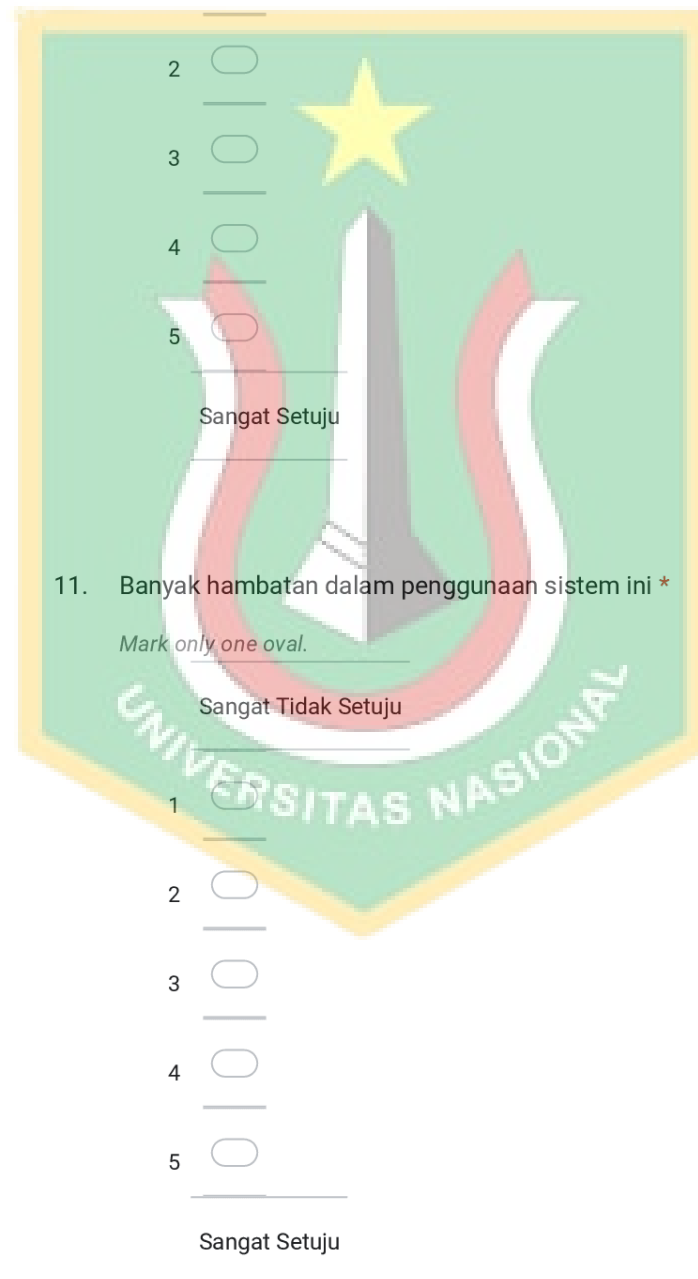 2
3
4
5
Sangat Setuju
11. Banyak hambatan dalam penggunaan sistem ini *
Mark only one oval.
Sangat Tidak Setuju
UNIVERSITAS NASIONAL
1
2
3
4
5
Sangat Setuju